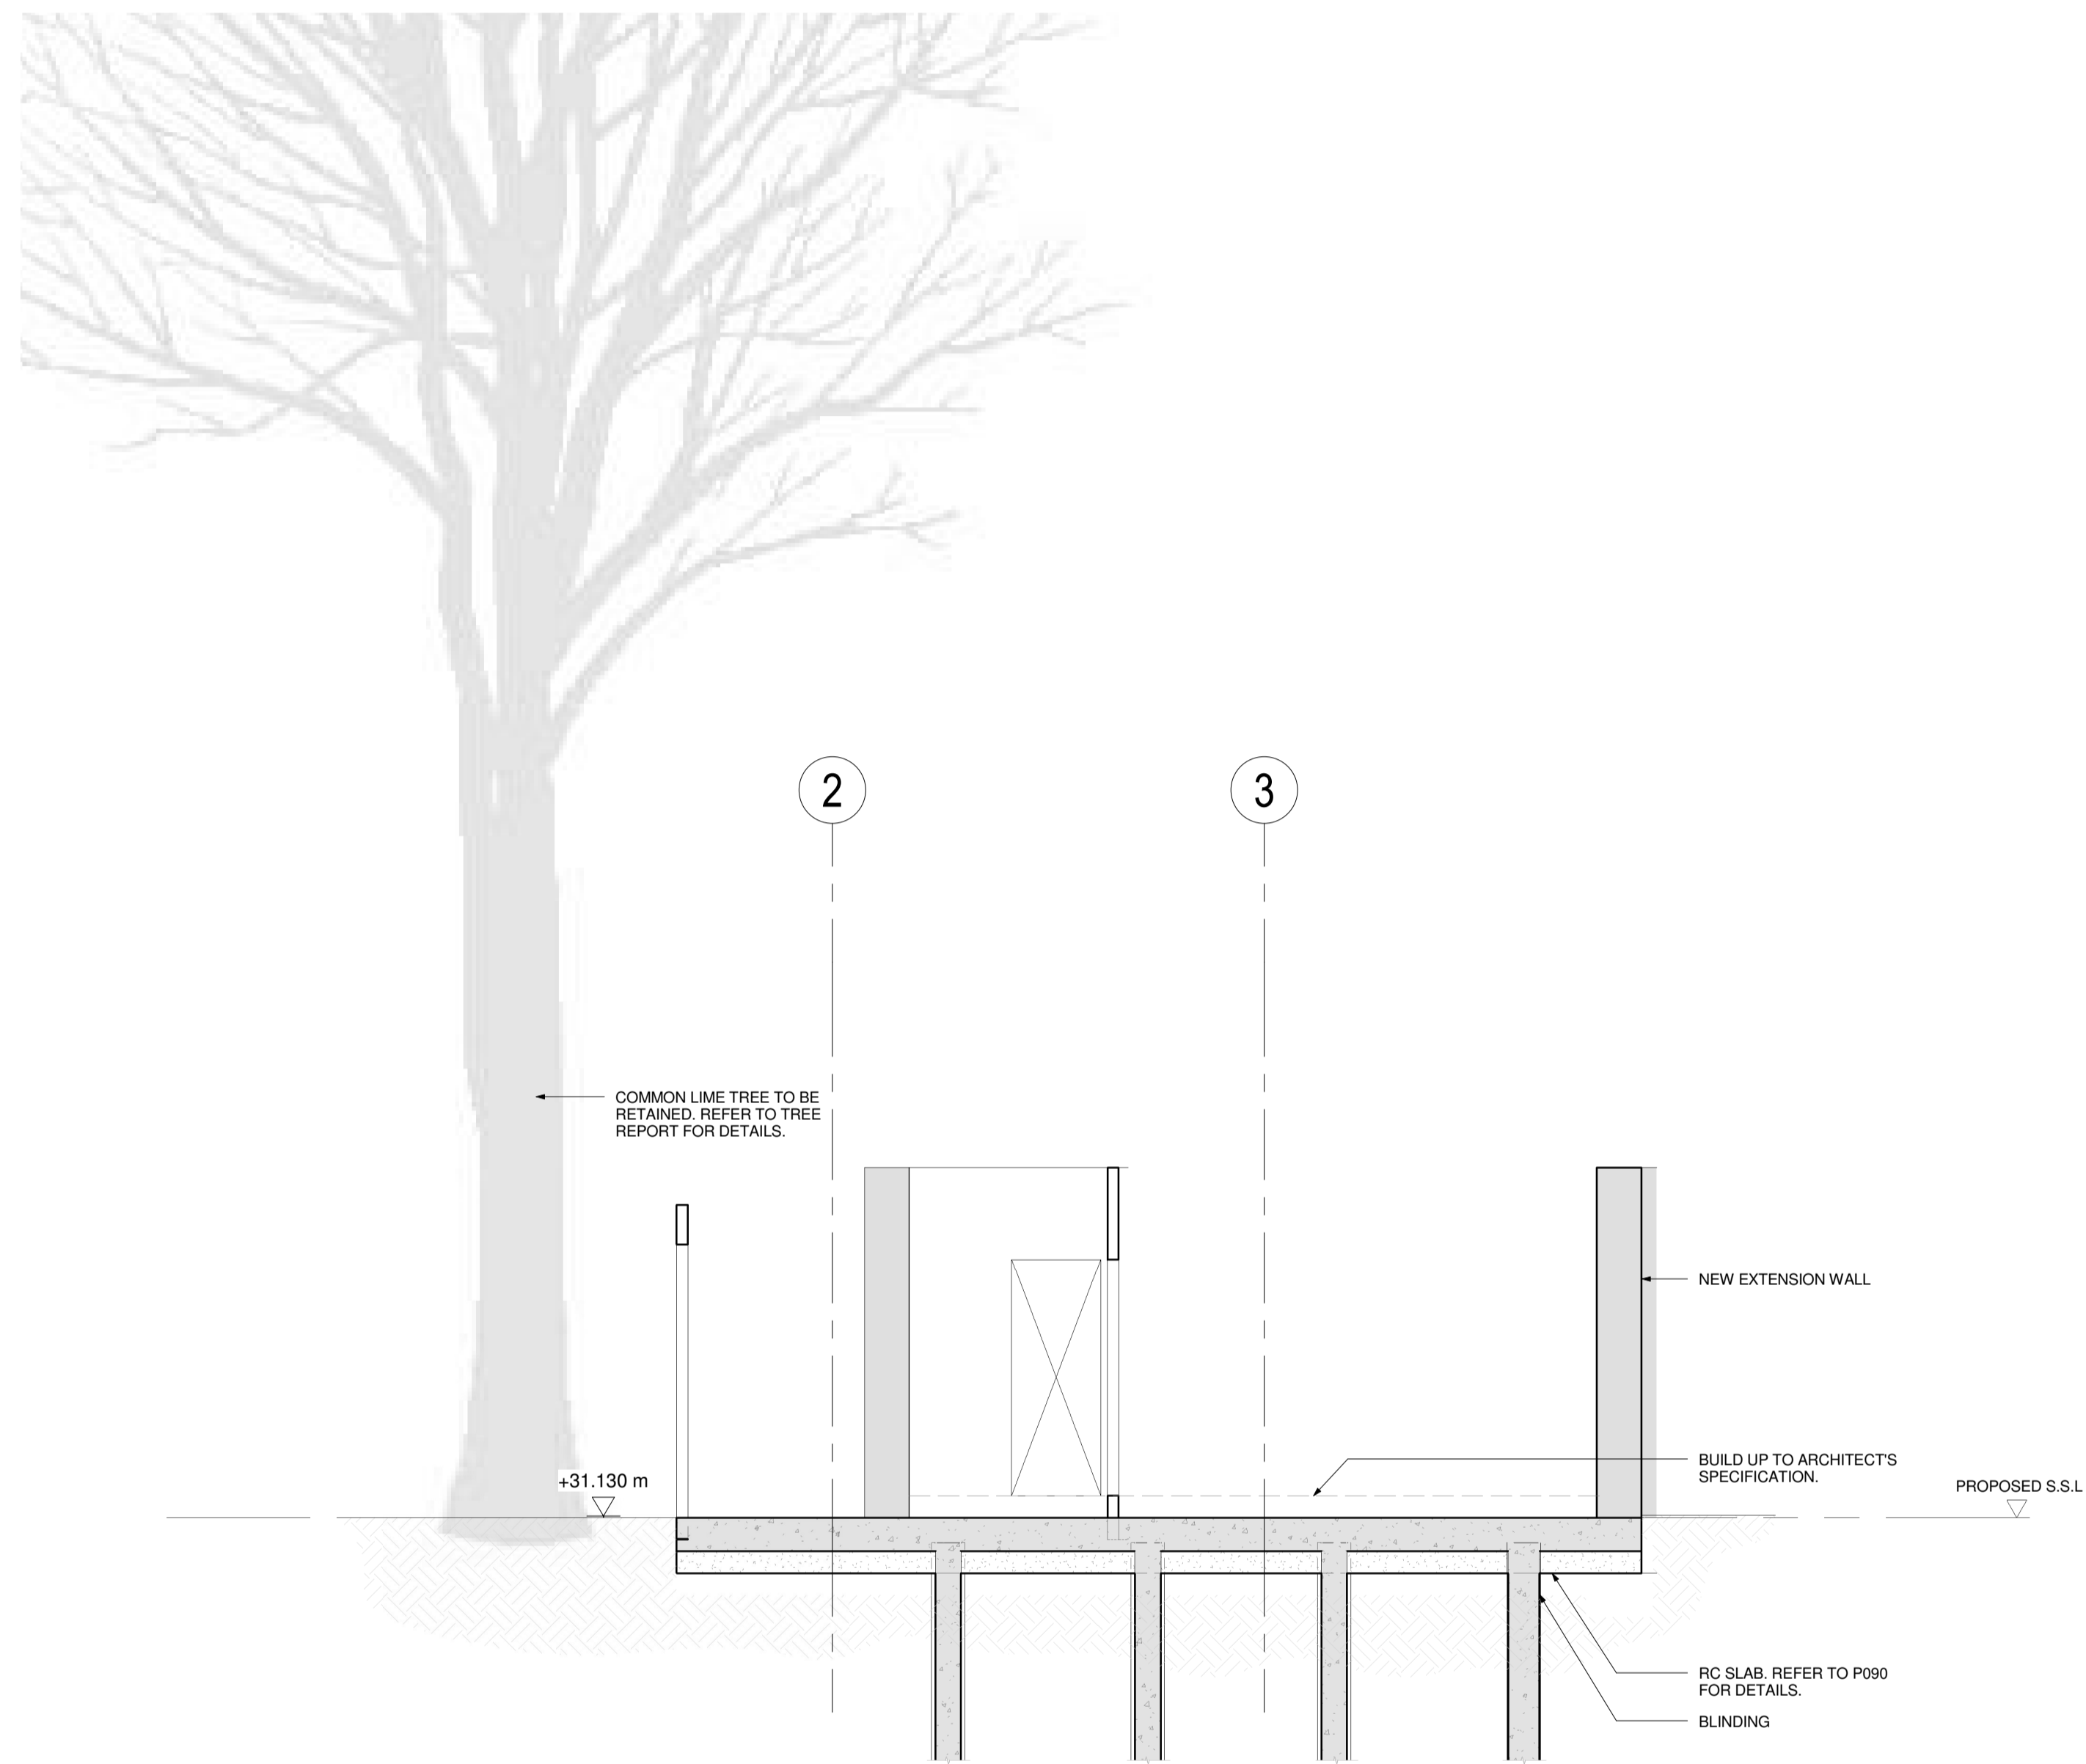 2
3
COMMON LIME TREE TO BE
RETAINED. REFER TO TREE
REPORT FOR DETAILS.
NEW EXTENSION WALL
BUILD UP TO ARCHITECT'S
SPECIFICATION.
+31.130 m
PROPOSED S.S.L
RC SLAB. REFER TO P090
FOR DETAILS.
BLINDING